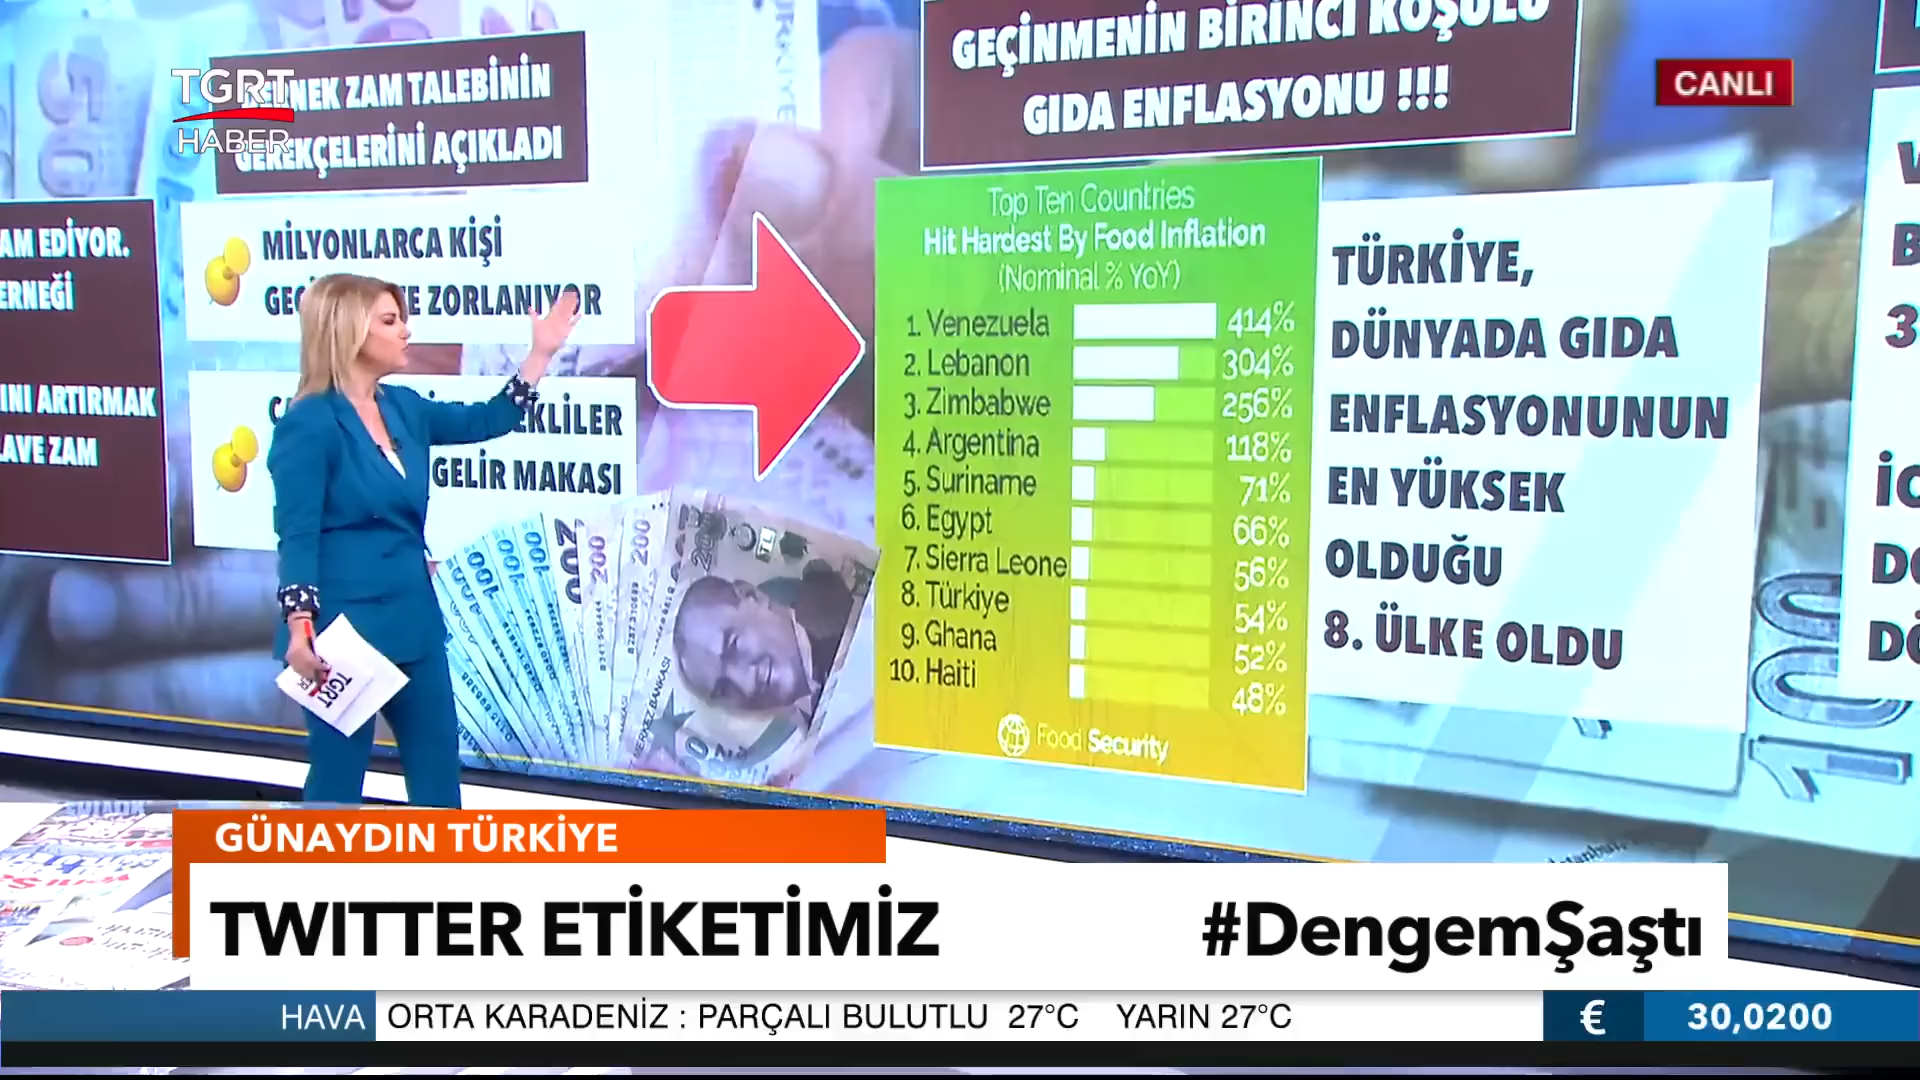 TGRT
HABER
CANLI
EMEK ZAM TALEBİNİN
GEREKÇELERİNİ AÇIKLADI
AM EDİYOR.
ERNEĞİ
INI ARTIRMAK
LAVE ZAM
MİLYONLARCA KİŞİ
ZORLANIYOR
GELİR MAKASI
GEÇİNMENİN BİRİNCİ KOŞULU
GIDA ENFLASYONU !!!
Top Ten Countries
Hit Hardest By Food Inflation
(Nominal % YoY)
1. Venezuela 414%
2. Lebanon 304%
3. Zimbabwe 256%
4. Argentina 118%
5. Suriname 71%
6. Egypt 66%
7. Sierra Leone 56%
8. Türkiye 54%
9. Ghana 52%
10. Haiti 48%
Food Security
TÜRKİYE,
DÜNYADA GIDA
ENFLASYONUNUN
EN YÜKSEK
OLDUĞU
8. ÜLKE OLDU
TGRT
GÜNAYDIN TÜRKİYE
TWITTER ETİKETİMİZ #DengemŞaştı
HAVA ORTA KARADENİZ : PARÇALI BULUTLU 27°C YARIN 27°C € 30,0200